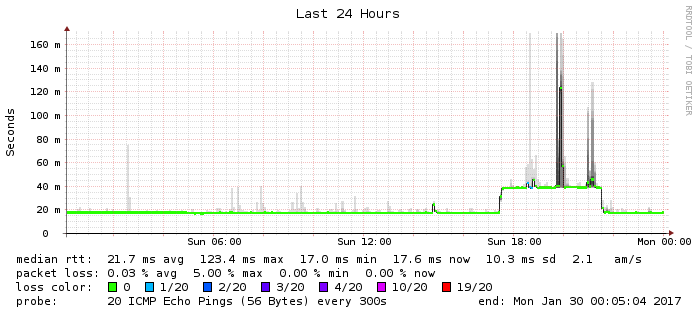 Last 24 Hours
RRDTOOL / TOBI OETIKER
Seconds
160 m
140 m
120 m
100 m
80 m
60 m
40 m
20 m
0
Sun 06:00 Sun 12:00 Sun 18:00 Mon 00:00
median rtt: 21.7 ms avg 123.4 ms max 17.0 ms min 17.6 ms now 10.3 ms sd 2.1 am/s
packet loss: 0.03 % avg 5.00 % max 0.00 % min 0.00 % now
loss color: 0 1/20 2/20 3/20 4/20 10/20 19/20
probe: 20 ICMP Echo Pings (56 Bytes) every 300s end: Mon Jan 30 00:05:04 2017